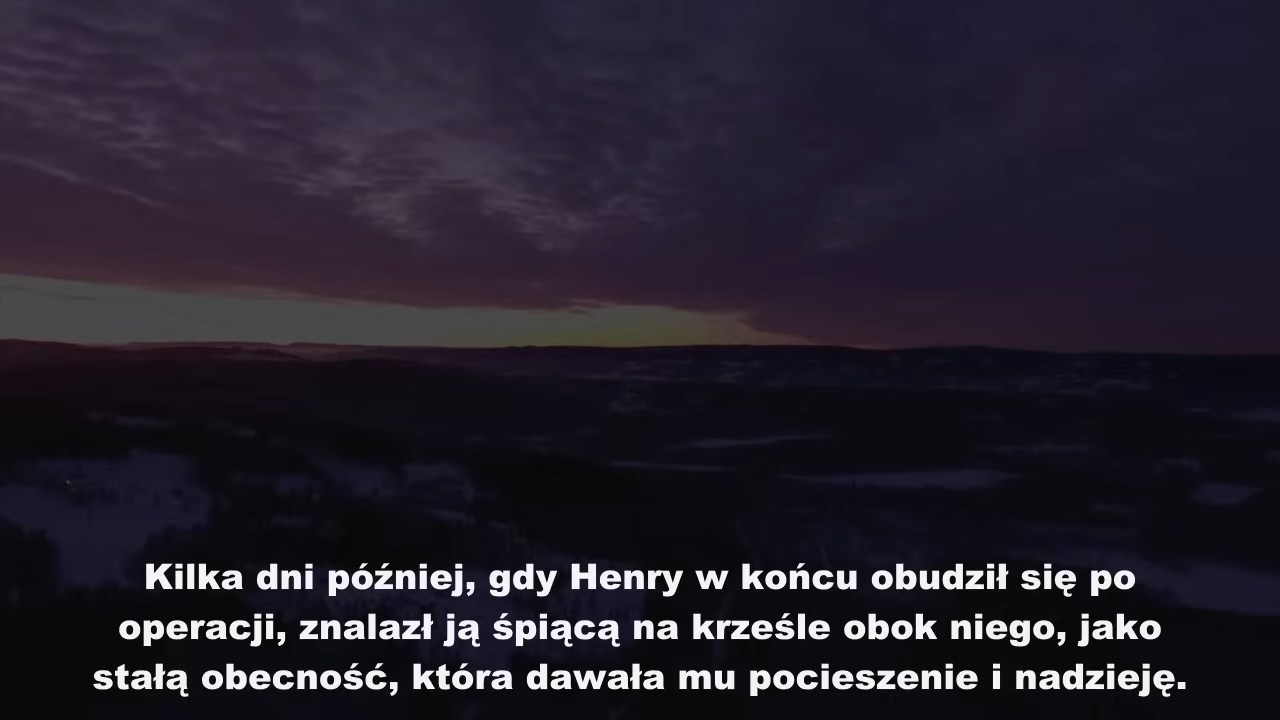 Kilka dni później, gdy Henry w końcu obudził się po
operacji, znalazł ją śpiącą na krześle obok niego, jako
stałą obecność, która dawała mu pocieszenie i nadzieję.